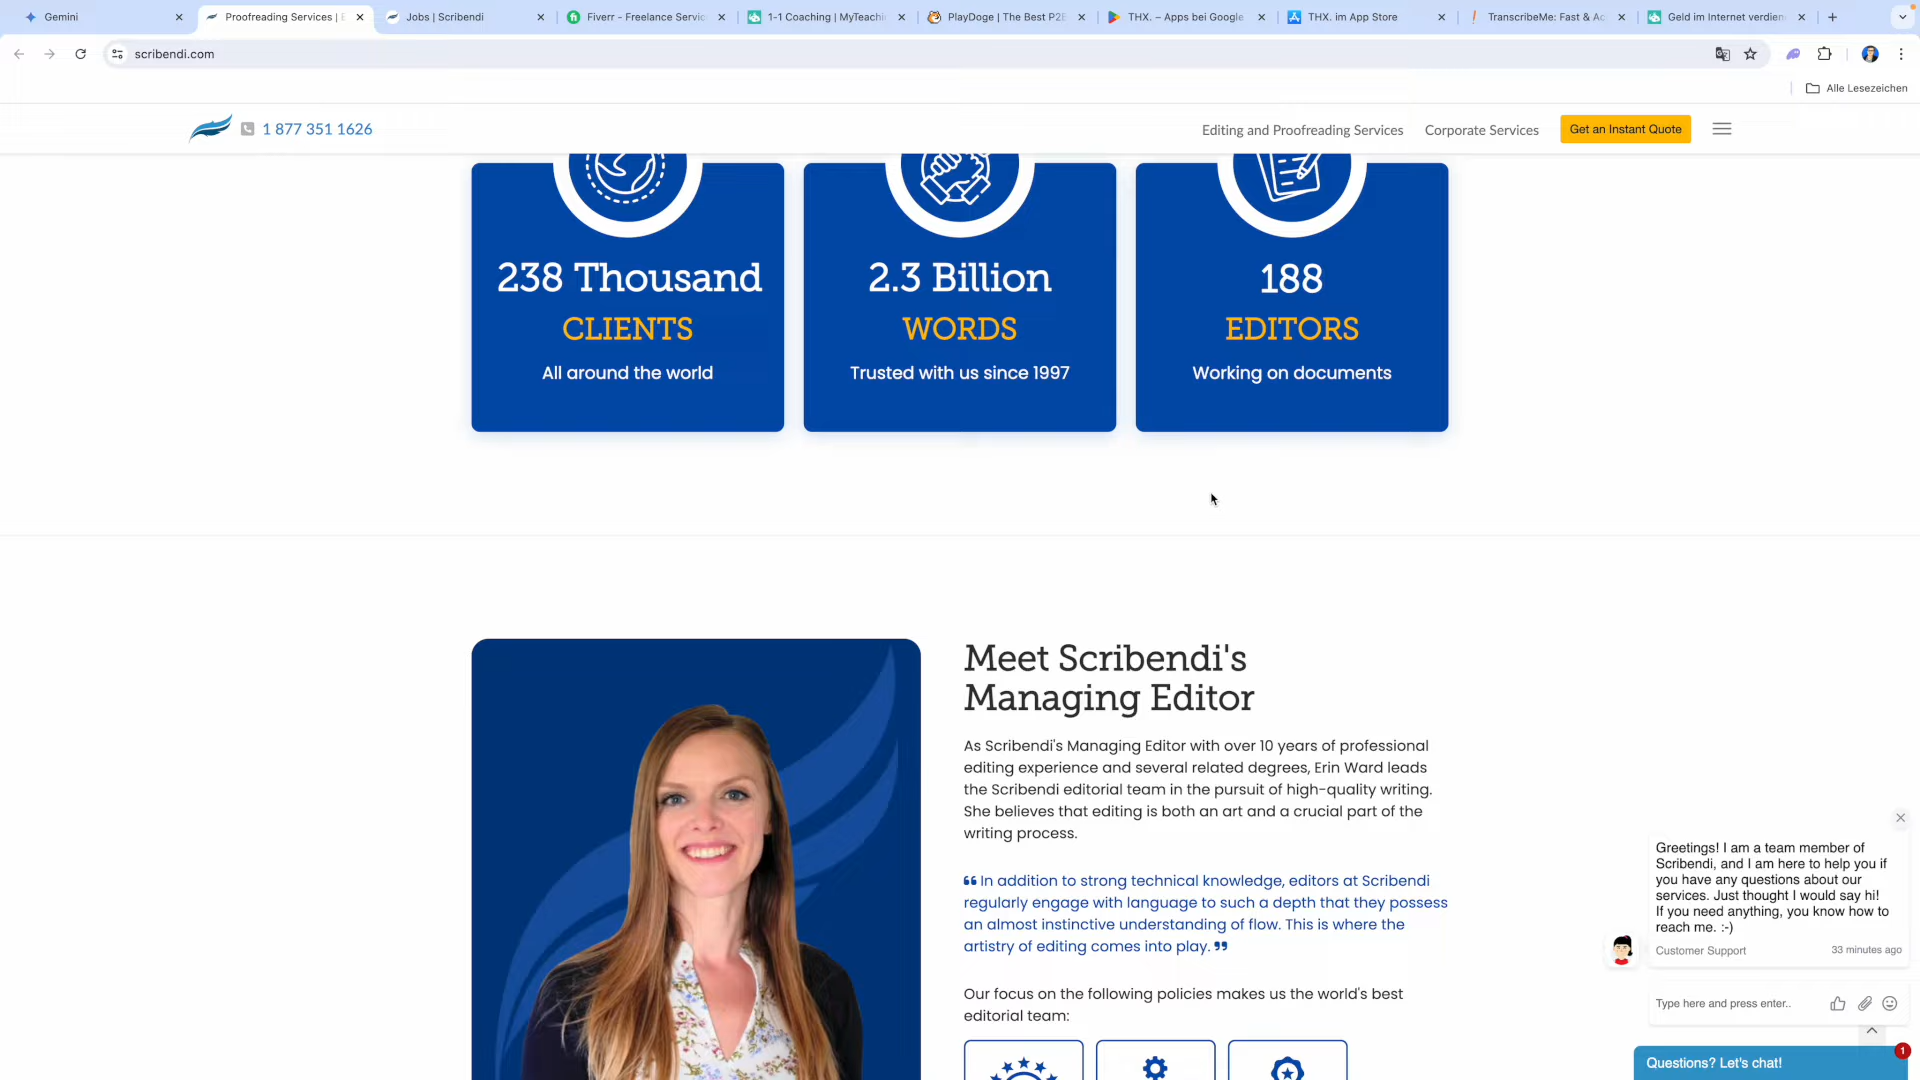 Gemini
Proofreading Services | E
Jobs | Scribendi
Fiverr - Freelance Servic
1-1 Coaching | MyTeachi
PlayDoge | The Best P2E
THX. – Apps bei Google
THX. im App Store
TranscribeMe: Fast & Ac
Geld im Internet verdien
scribendi.com
Alle Lesezeichen
1 877 351 1626
Editing and Proofreading Services
Corporate Services
Get an Instant Quote
238 Thousand
CLIENTS
All around the world
2.3 Billion
WORDS
Trusted with us since 1997
188
EDITORS
Working on documents
Meet Scribendi's
Managing Editor
As Scribendi's Managing Editor with over 10 years of professional
editing experience and several related degrees, Erin Ward leads
the Scribendi editorial team in the pursuit of high-quality writing.
She believes that editing is both an art and a crucial part of the
writing process.
“ In addition to strong technical knowledge, editors at Scribendi
regularly engage with language to such a depth that they possess
an almost instinctive understanding of flow. This is where the
artistry of editing comes into play. ”
Our focus on the following policies makes us the world's best
editorial team:
Greetings! I am a team member of
Scribendi, and I am here to help you if
you have any questions about our
services. Just thought I would say hi!
If you need anything, you know how to
reach me. :-)
Customer Support
33 minutes ago
Type here and press enter..
Questions? Let's chat!
1